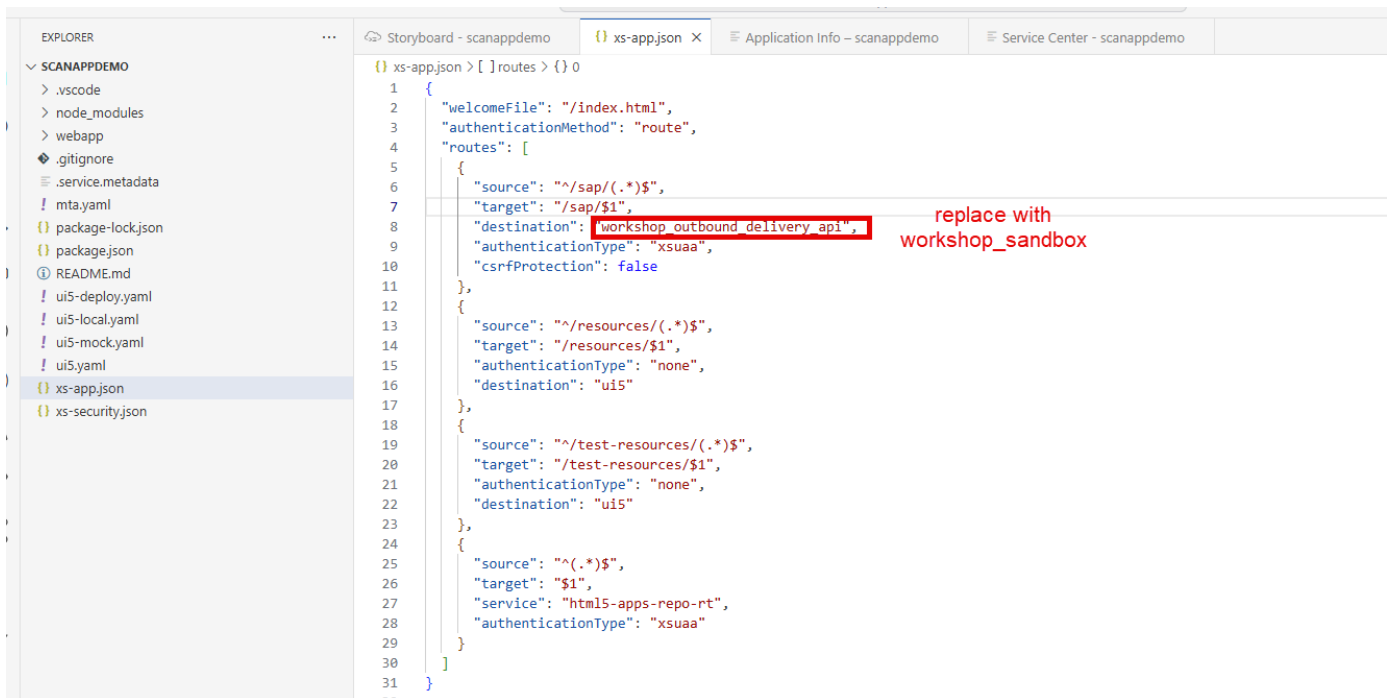 EXPLORER
...
Storyboard - scanappdemo
{} xs-app.json ×
Application Info – scanappdemo
Service Center - scanappdemo
SCANAPPDEMO
> .vscode
> node_modules
> webapp
.gitignore
.service.metadata
! mta.yaml
{} package-lock.json
{} package.json
README.md
! ui5-deploy.yaml
! ui5-local.yaml
! ui5-mock.yaml
! ui5.yaml
{} xs-app.json
{} xs-security.json
{} xs-app.json > [ ] routes > {} 0
1 {
2 "welcomeFile": "/index.html",
3 "authenticationMethod": "route",
4 "routes": [
5 {
6 "source": "^/sap/(.*)$",
7 "target": "/sap/$1",
8 "destination": "workshop_outbound_delivery_api",
9 "authenticationType": "xsuaa",
10 "csrfProtection": false
11 },
12 {
13 "source": "^/resources/(.*)$",
14 "target": "/resources/$1",
15 "authenticationType": "none",
16 "destination": "ui5"
17 },
18 {
19 "source": "^/test-resources/(.*)$",
20 "target": "/test-resources/$1",
21 "authenticationType": "none",
22 "destination": "ui5"
23 },
24 {
25 "source": "^(.*)$",
26 "target": "$1",
27 "service": "html5-apps-repo-rt",
28 "authenticationType": "xsuaa"
29 }
30 ]
31 }
replace with
workshop_sandbox